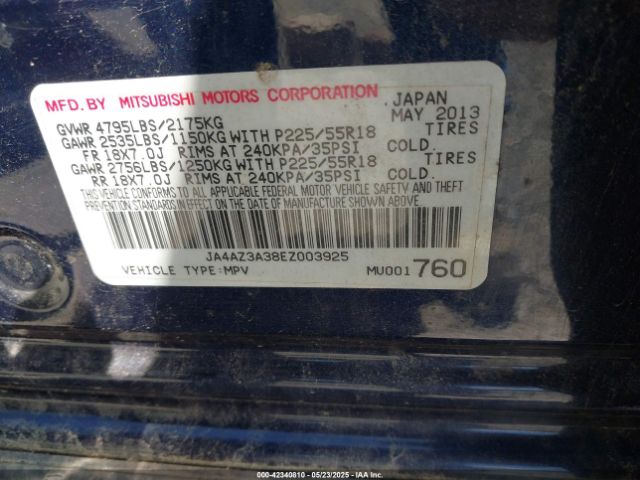 MFD.BY MITSUBISHI MOTORS CORPORATION JAPAN
GVWR 4795LBS/2175KG MAY 2013
GAWR 2535LBS/1150KG WITH P225/55R18 TIRES
FR 18X7.0J RIMS AT 240KPA/35PSI COLD.
GAWR 2756LBS/1250KG WITH P225/55R18 TIRES
RR 18X7.0J RIMS AT 240KPA/35PSI COLD.
THIS VEHICLE CONFORMS TO ALL APPLICABLE FEDERAL MOTOR VEHICLE SAFETY AND THEFT
PREVENTION STANDARDS IN EFFECT ON THE DATE OF MANUFACTURE SHOWN ABOVE.
JA4AZ3A38EZ003925
VEHICLE TYPE:MPV MU001760
000-42340810 - 05/23/2025 - © IAA, Inc.